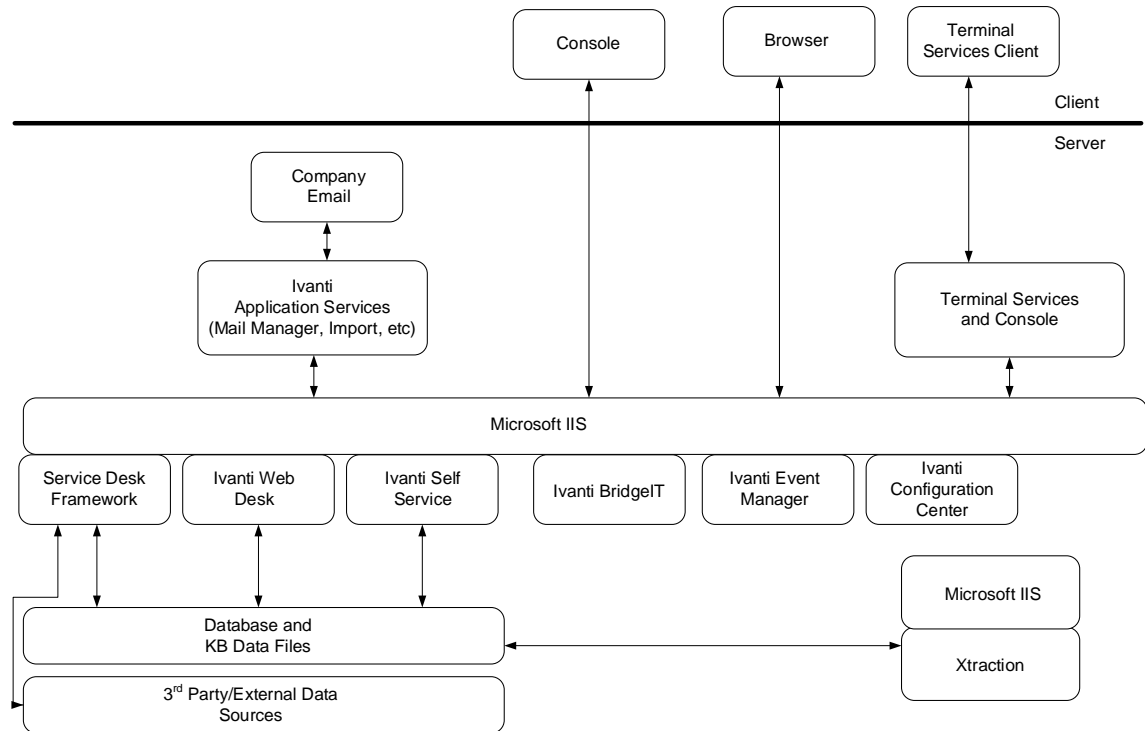 Console
Browser
Terminal
Services Client
Client
Server
Company
Email
Ivanti
Application Services
(Mail Manager, Import, etc)
Terminal Services
and Console
Microsoft IIS
Service Desk
Framework
Ivanti Web
Desk
Ivanti Self
Service
Ivanti BridgeIT
Ivanti Event
Manager
Ivanti
Configuration
Center
Microsoft IIS
Database and
KB Data Files
Xtraction
3rd Party/External Data
Sources